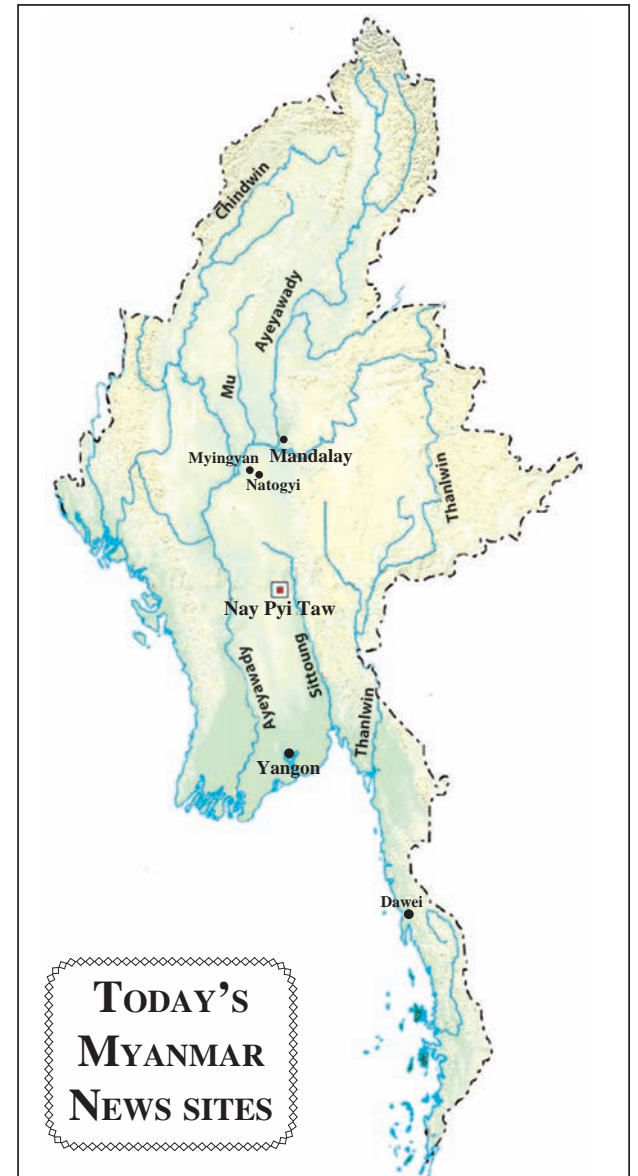 Chindwin
Ayeyawady
Mu
Myingyan
Mandalay
Natogyi
Thanlwin
Nay Pyi Taw
Ayeyawady
Sittoung
Thanlwin
Yangon
Dawei
TODAY'S
MYANMAR
NEWS SITES